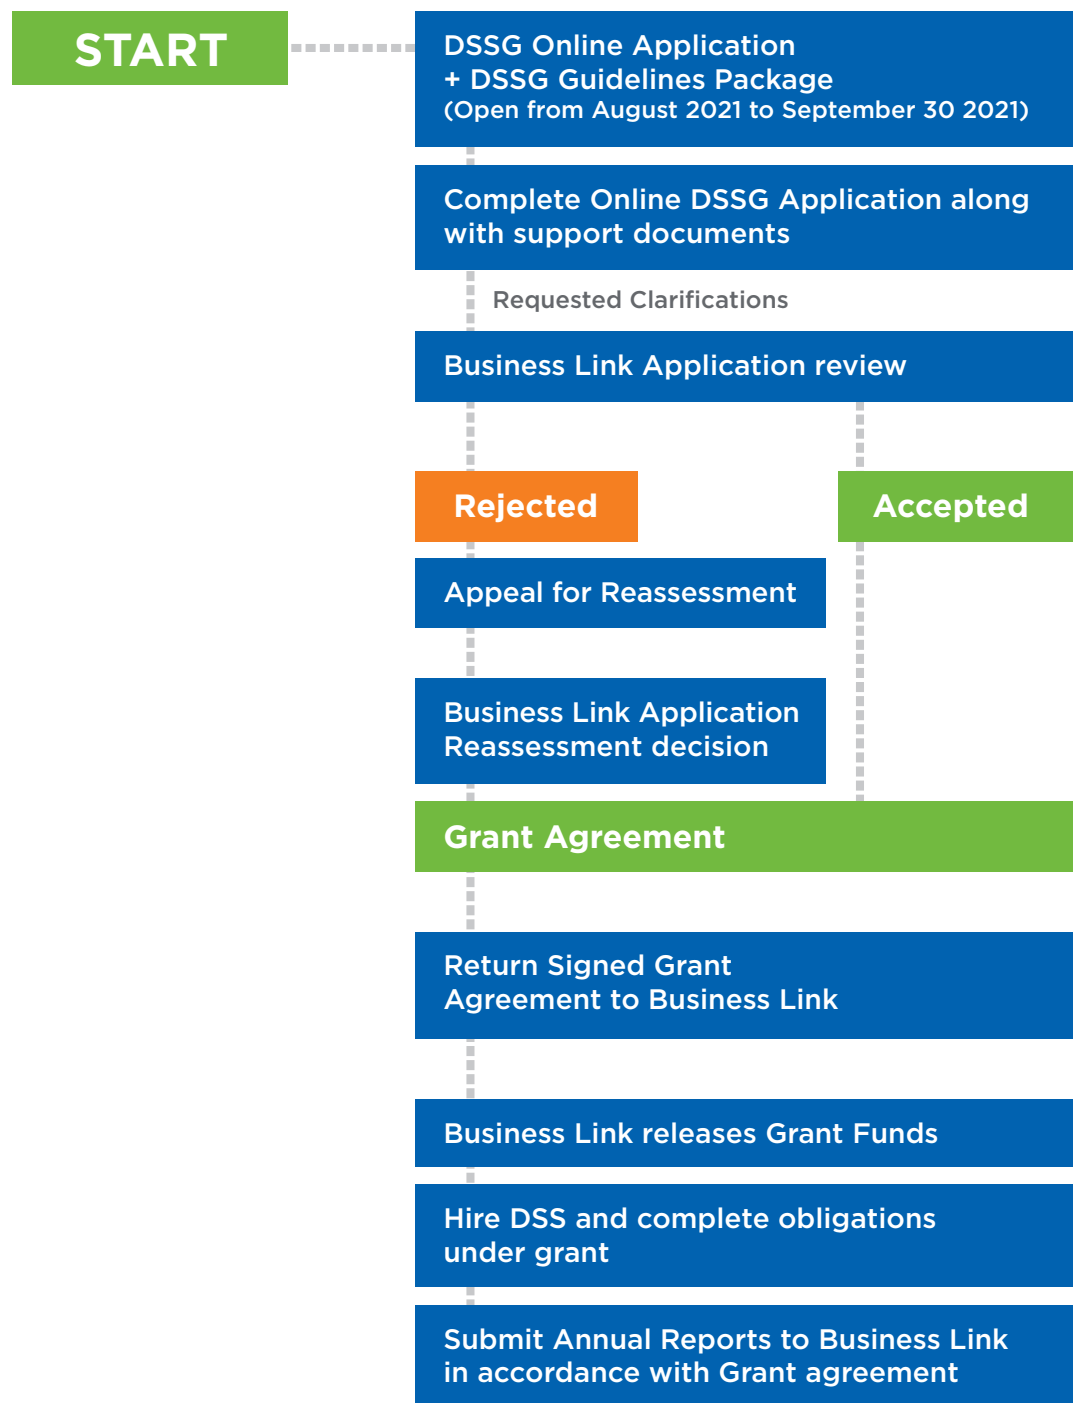 START
DSSG Online Application
+ DSSG Guidelines Package
(Open from August 2021 to September 30 2021)
Complete Online DSSG Application along
with support documents
Requested Clarifications
Business Link Application review
Rejected
Accepted
Appeal for Reassessment
Business Link Application
Reassessment decision
Grant Agreement
Return Signed Grant
Agreement to Business Link
Business Link releases Grant Funds
Hire DSS and complete obligations
under grant
Submit Annual Reports to Business Link
in accordance with Grant agreement